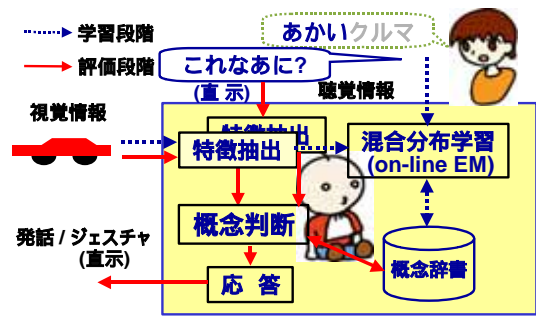 学習段階
評価段階
あかいクルマ
これなあに?
(直 示)
聴覚情報
視覚情報
特徴抽出
特徴抽出
混合分布学習
(on-line EM)
概念判断
発話 / ジェスチャ
(直示)
応 答
概念辞書